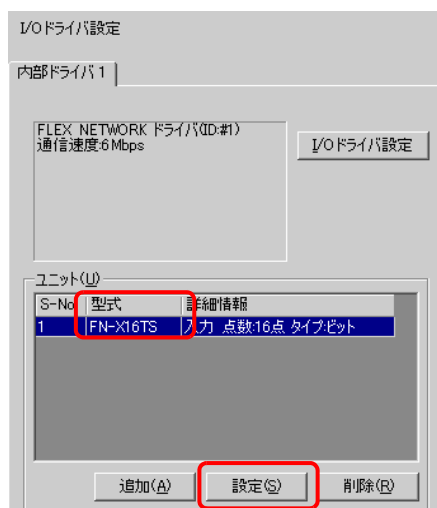 I/Oドライバ設定
内部ドライバ1
FLEX NETWORK ドライバ(ID:#1)
通信速度:6Mbps
I/Oドライバ設定
ユニット(U)
S-No 型式 詳細情報
1 FN-X16TS 入力 点数:16点 タイプ:ビット
追加(A) 設定(S) 削除(R)